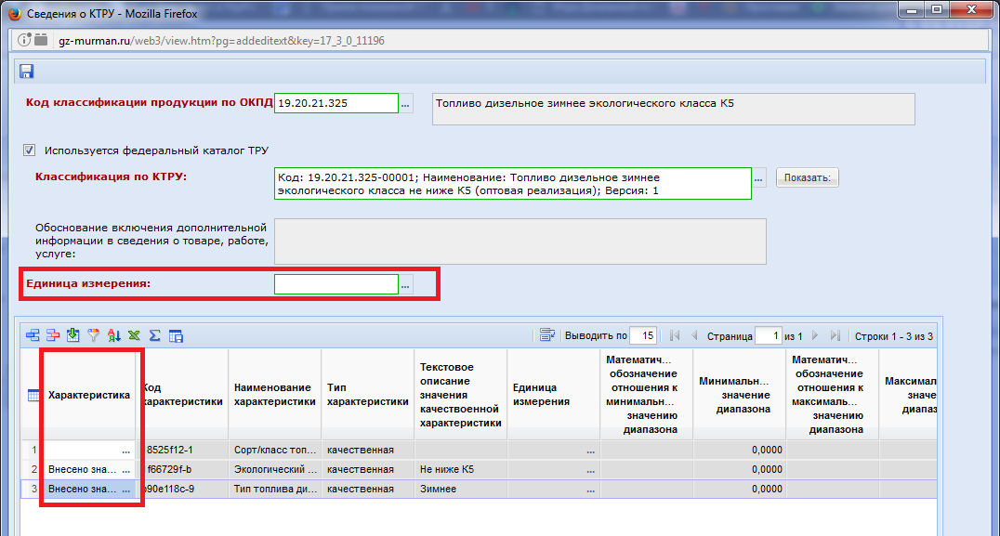 Сведения о КТРУ - Mozilla Firefox
gz-murman.ru/web3/view.htm?pg=addeditext&key=17_3_0_11196
Код классификации продукции по ОКПД 19.20.21.325 ... Топливо дизельное зимнее экологического класса К5
Используется федеральный каталог ТРУ
Классификация по КТРУ:
Код: 19.20.21.325-00001; Наименование: Топливо дизельное зимнее
экологического класса не ниже К5 (оптовая реализация); Версия: 1
... Показать:
Обоснование включения дополнительной
информации в сведения о товаре, работе,
услуге:
Единица измерения: ...
Выводить по 15 Страница 1 из 1 Строки 1 - 3 из 3
Характеристика
Код
характеристики
Наименование
характеристики
Тип
характеристики
Текстовое
описание
значения
качествоенной
характеристики
Единица
измерения
Математич...
обозначение
отношения к
минимальн...
значению
диапазона
Минимальн...
значение
диапазона
Математич...
обозначение
отношения к
максималь...
значению
диапазона
Максимал
значе
диапаз
1 ... 8525f12-1 Сорт/класс топ... качественная ... 0,0000
2 Внесено зна... ... f66729f-b Экологический ... качественная Не ниже К5 ... 0,0000
3 Внесено зна... ... b90e118c-9 Тип топлива ди... качественная Зимнее ... 0,0000